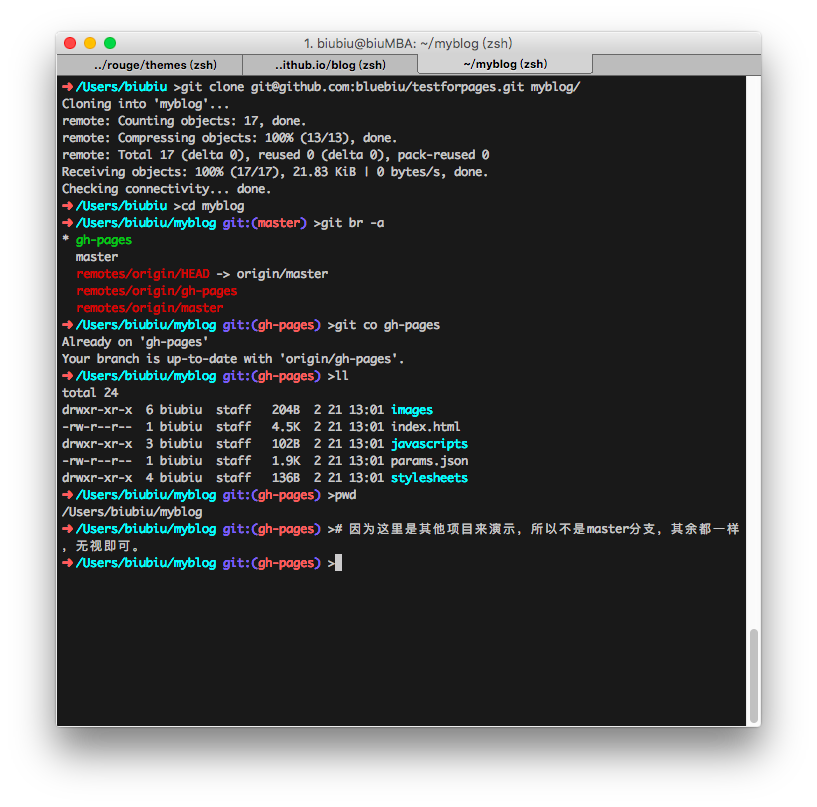 1. biubiu@biuMBA: ~/myblog (zsh)
../rouge/themes (zsh) ..ithub.io/blog (zsh) ~/myblog (zsh)
➜ /Users/biubiu >git clone git@github.com:bluebiu/testforpages.git myblog/
Cloning into 'myblog'...
remote: Counting objects: 17, done.
remote: Compressing objects: 100% (13/13), done.
remote: Total 17 (delta 0), reused 0 (delta 0), pack-reused 0
Receiving objects: 100% (17/17), 21.83 KiB | 0 bytes/s, done.
Checking connectivity... done.
➜ /Users/biubiu >cd myblog
➜ /Users/biubiu/myblog git:(master) >git br -a
* gh-pages
master
remotes/origin/HEAD -> origin/master
remotes/origin/gh-pages
remotes/origin/master
➜ /Users/biubiu/myblog git:(gh-pages) >git co gh-pages
Already on 'gh-pages'
Your branch is up-to-date with 'origin/gh-pages'.
➜ /Users/biubiu/myblog git:(gh-pages) >ll
total 24
drwxr-xr-x 6 biubiu staff 204B 2 21 13:01 images
-rw-r--r-- 1 biubiu staff 4.5K 2 21 13:01 index.html
drwxr-xr-x 3 biubiu staff 102B 2 21 13:01 javascripts
-rw-r--r-- 1 biubiu staff 1.9K 2 21 13:01 params.json
drwxr-xr-x 4 biubiu staff 136B 2 21 13:01 stylesheets
➜ /Users/biubiu/myblog git:(gh-pages) >pwd
/Users/biubiu/myblog
➜ /Users/biubiu/myblog git:(gh-pages) ># 因为这里是其他项目来演示，所以不是master分支，其余都一样
，无视即可。
➜ /Users/biubiu/myblog git:(gh-pages) >